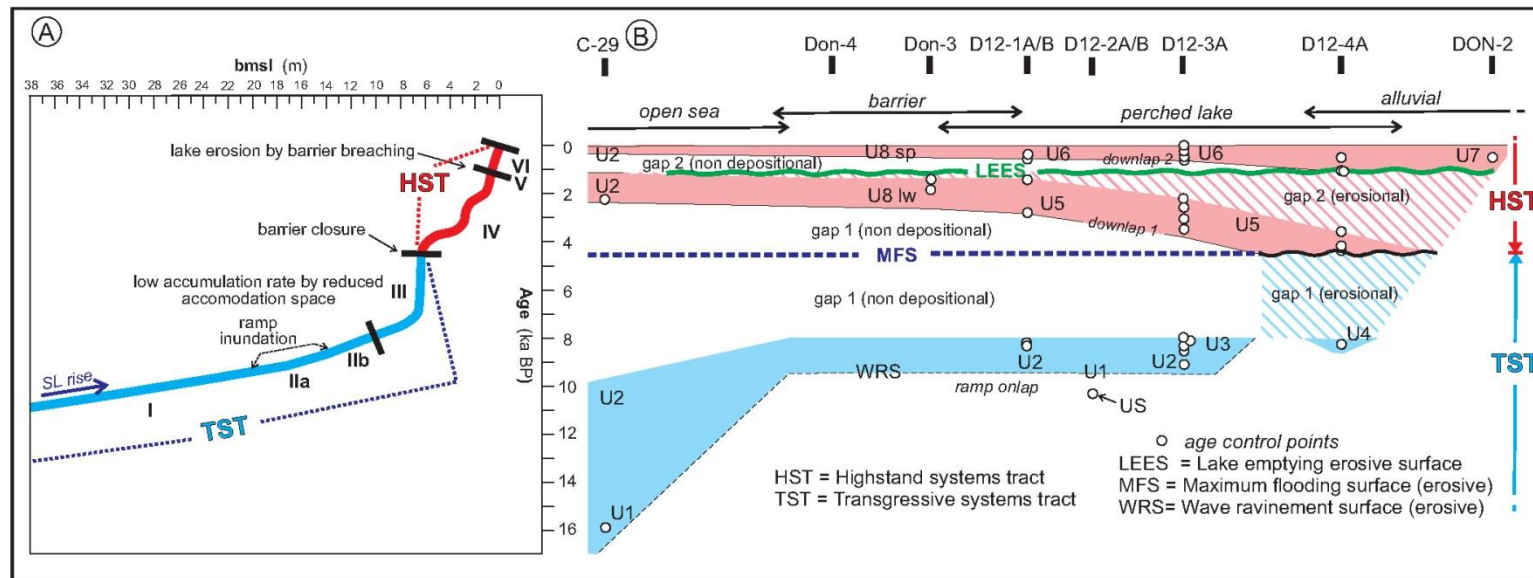 A
bmsl (m)
38 36 34 32 30 28 26 24 22 20 18 16 14 12 10 8 6 4 2 0
lake erosion by barrier breaching
VI
V
HST
barrier closure
IV
low accumulation rate by reduced
accomodation space
III
ramp
inundation
IIb
IIa
SL rise
I
TST
Age (ka BP)
0
2
4
6
8
10
12
14
16
B
C-29
Don-4
Don-3
D12-1A/B
D12-2A/B
D12-3A
D12-4A
DON-2
open sea
barrier
perched lake
alluvial
U2
gap 2 (non depositional)
U8 sp
U6
downlap 2
U6
U7
LEES
U2
U8 lw
U5
gap 2 (erosional)
HST
gap 1 (non depositional)
downlap 1
U5
MFS
gap 1 (non depositional)
gap 1 (erosional)
U4
U3
U2
U2
WRS
U1
ramp onlap
U2
US
TST
U1
age control points
LEES = Lake emptying erosive surface
MFS = Maximum flooding surface (erosive)
WRS= Wave ravinement surface (erosive)
HST = Highstand systems tract
TST = Transgressive systems tract